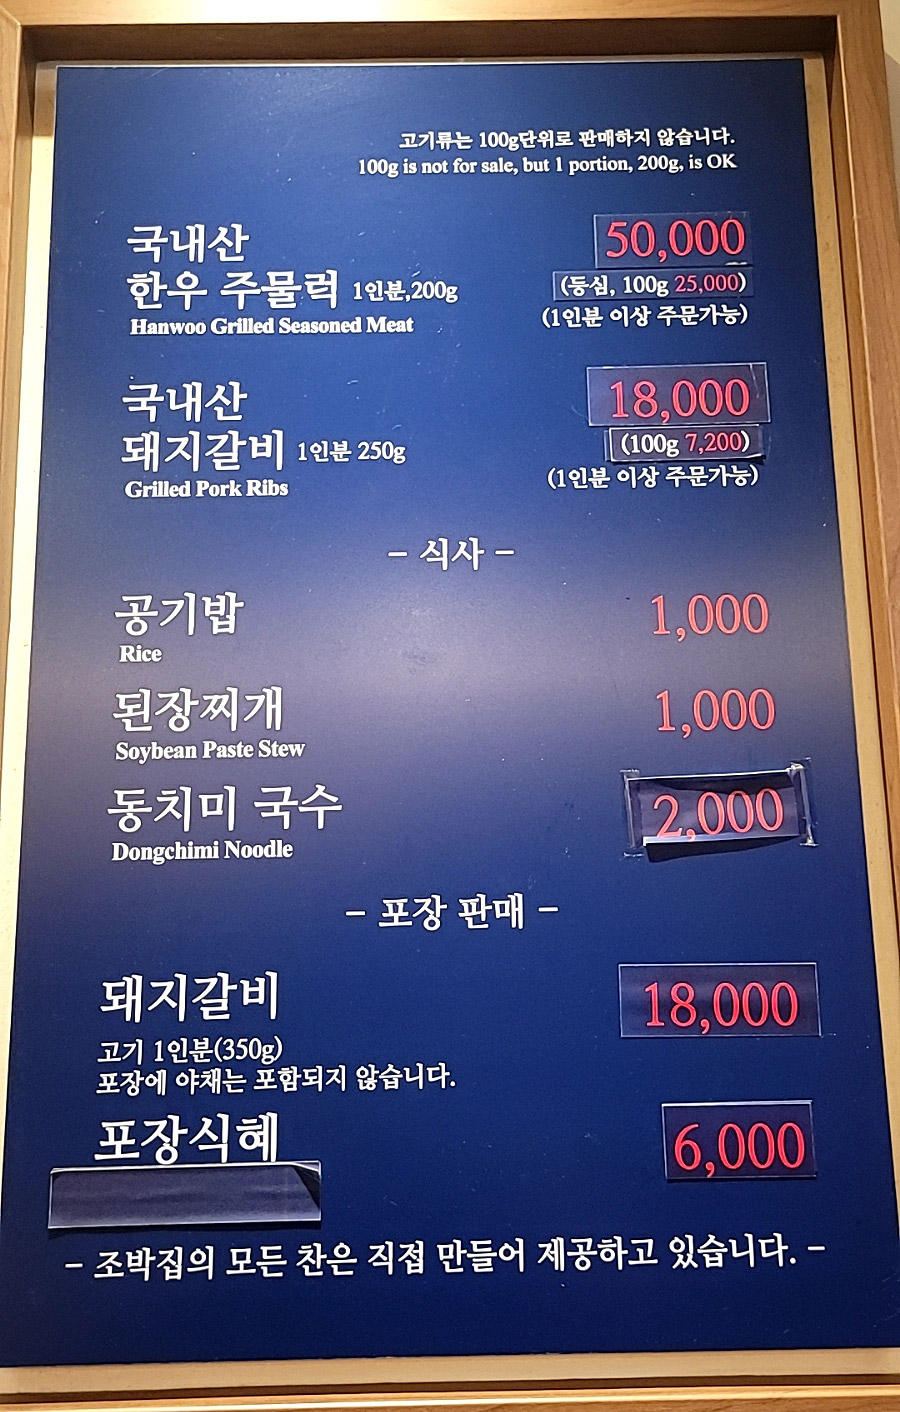 고기류는 100g단위로 판매하지 않습니다.
100g is not for sale, but 1 portion, 200g, is OK
국내산 50,000
한우 주물럭 1인분,200g (등심, 100g 25,000)
Hanwoo Grilled Seasoned Meat (1인분 이상 주문가능)
국내산 18,000
돼지갈비 1인분 250g (100g 7,200)
Grilled Pork Ribs (1인분 이상 주문가능)
- 식사 -
공기밥 1,000
Rice
된장찌개 1,000
Soybean Paste Stew
동치미 국수 2,000
Dongchimi Noodle
- 포장 판매 -
돼지갈비 18,000
고기 1인분(350g)
포장에 야채는 포함되지 않습니다.
포장식혜 6,000
- 조박집의 모든 찬은 직접 만들어 제공하고 있습니다. -